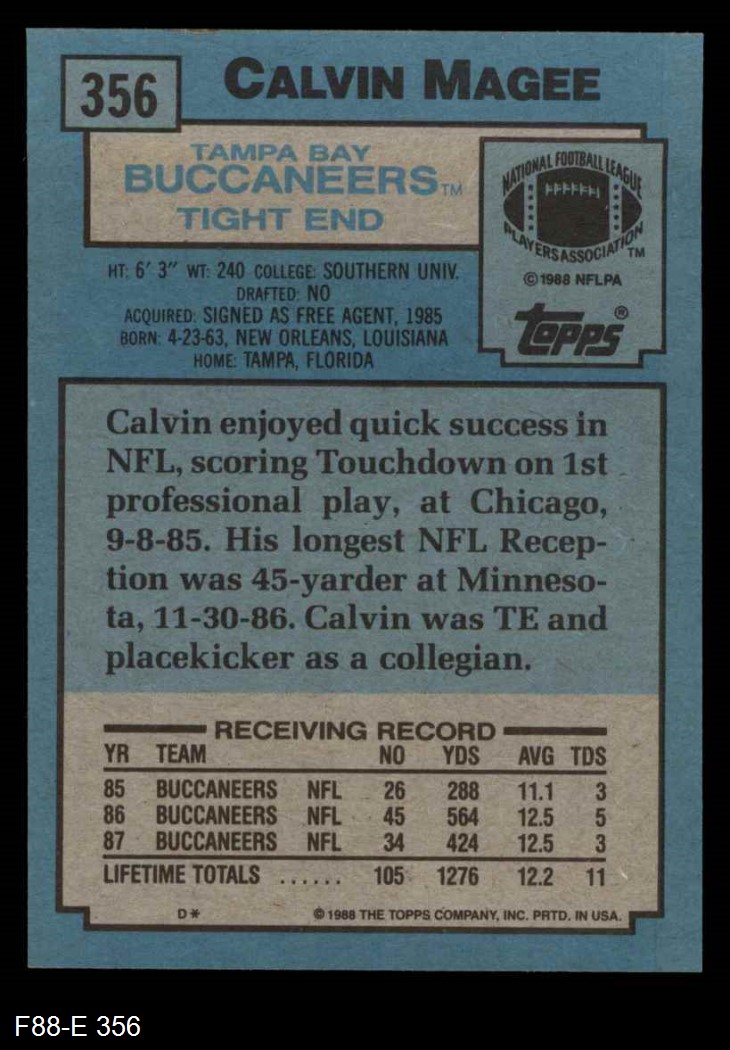 356
CALVIN MAGEE
TAMPA BAY
BUCCANEERS™
TIGHT END
NATIONAL FOOTBALL LEAGUE
PLAYERS ASSOCIATION™
©1988 NFLPA
topps®
HT: 6' 3" WT: 240 COLLEGE: SOUTHERN UNIV.
DRAFTED: NO
ACQUIRED: SIGNED AS FREE AGENT, 1985
BORN: 4-23-63, NEW ORLEANS, LOUISIANA
HOME: TAMPA, FLORIDA
Calvin enjoyed quick success in
NFL, scoring Touchdown on 1st
professional play, at Chicago,
9-8-85. His longest NFL Recep-
tion was 45-yarder at Minneso-
ta, 11-30-86. Calvin was TE and
placekicker as a collegian.
RECEIVING RECORD
YR TEAM NO YDS AVG TDS
85 BUCCANEERS NFL 26 288 11.1 3
86 BUCCANEERS NFL 45 564 12.5 5
87 BUCCANEERS NFL 34 424 12.5 3
LIFETIME TOTALS ...... 105 1276 12.2 11
D* ©1988 THE TOPPS COMPANY, INC. PRTD. IN USA.
F88-E 356